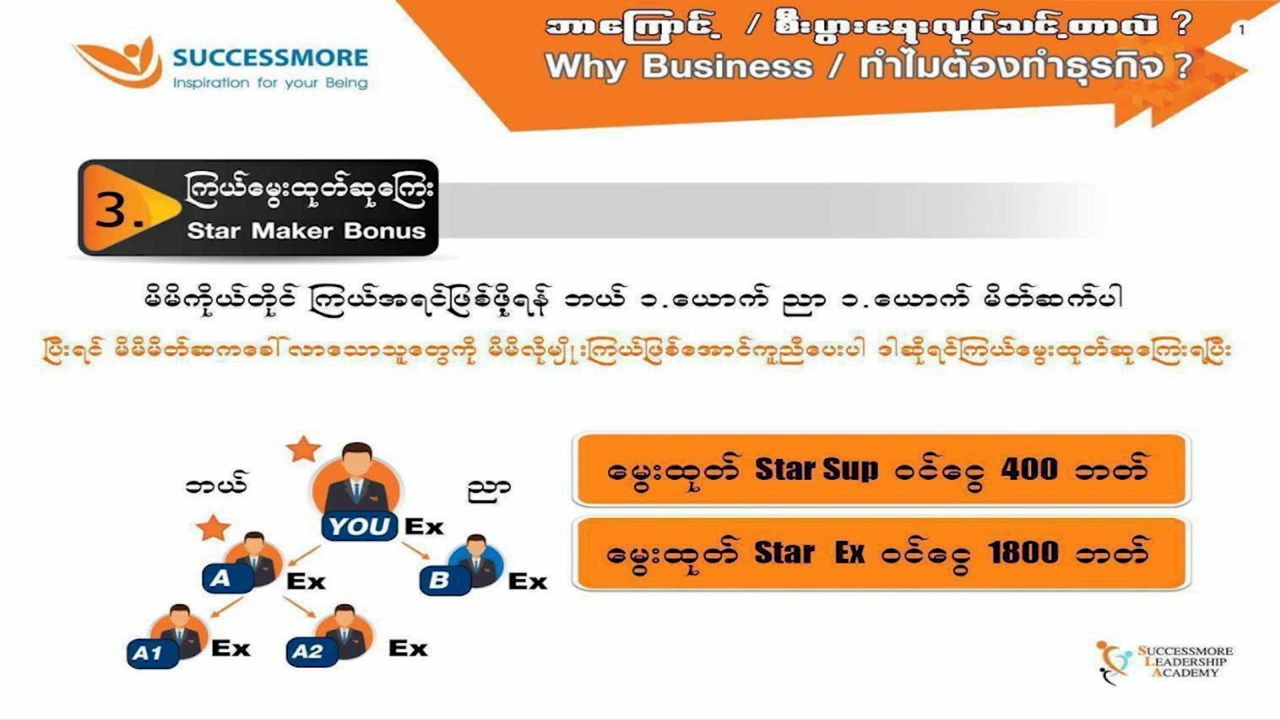 SUCCESSMORE
Inspiration for your Being
ဘာကြောင့် / စီးပွားရေးလုပ်သင့်တာလဲ ?
Why Business / ทำไมต้องทำธุรกิจ ?
1
3.
ကြယ်မွေးထုတ်ဆုကြေး
Star Maker Bonus
မိမိကိုယ်တိုင် ကြယ်အရင်ဖြစ်ဖို့ရန် ဘယ် ၁.ယောက် ညာ ၁.ယောက် မိတ်ဆက်ပါ
ပြီးရင် မိမိမိတ်ဆကခေါ်လာသောသူတွေကို မိမိလိုမျိုးကြယ်ဖြစ်အောင်ကူညီပေးပါ ဒါဆိုရင်ကြယ်မွေးထုတ်ဆုကြေးရပြီး
ဘယ်
ညာ
YOU Ex
A Ex
B Ex
A1 Ex
A2 Ex
မွေးထုတ် Star Sup ဝင်ငွေ 400 ဘတ်
မွေးထုတ် Star Ex ဝင်ငွေ 1800 ဘတ်
SUCCESSMORE
LEADERSHIP
ACADEMY